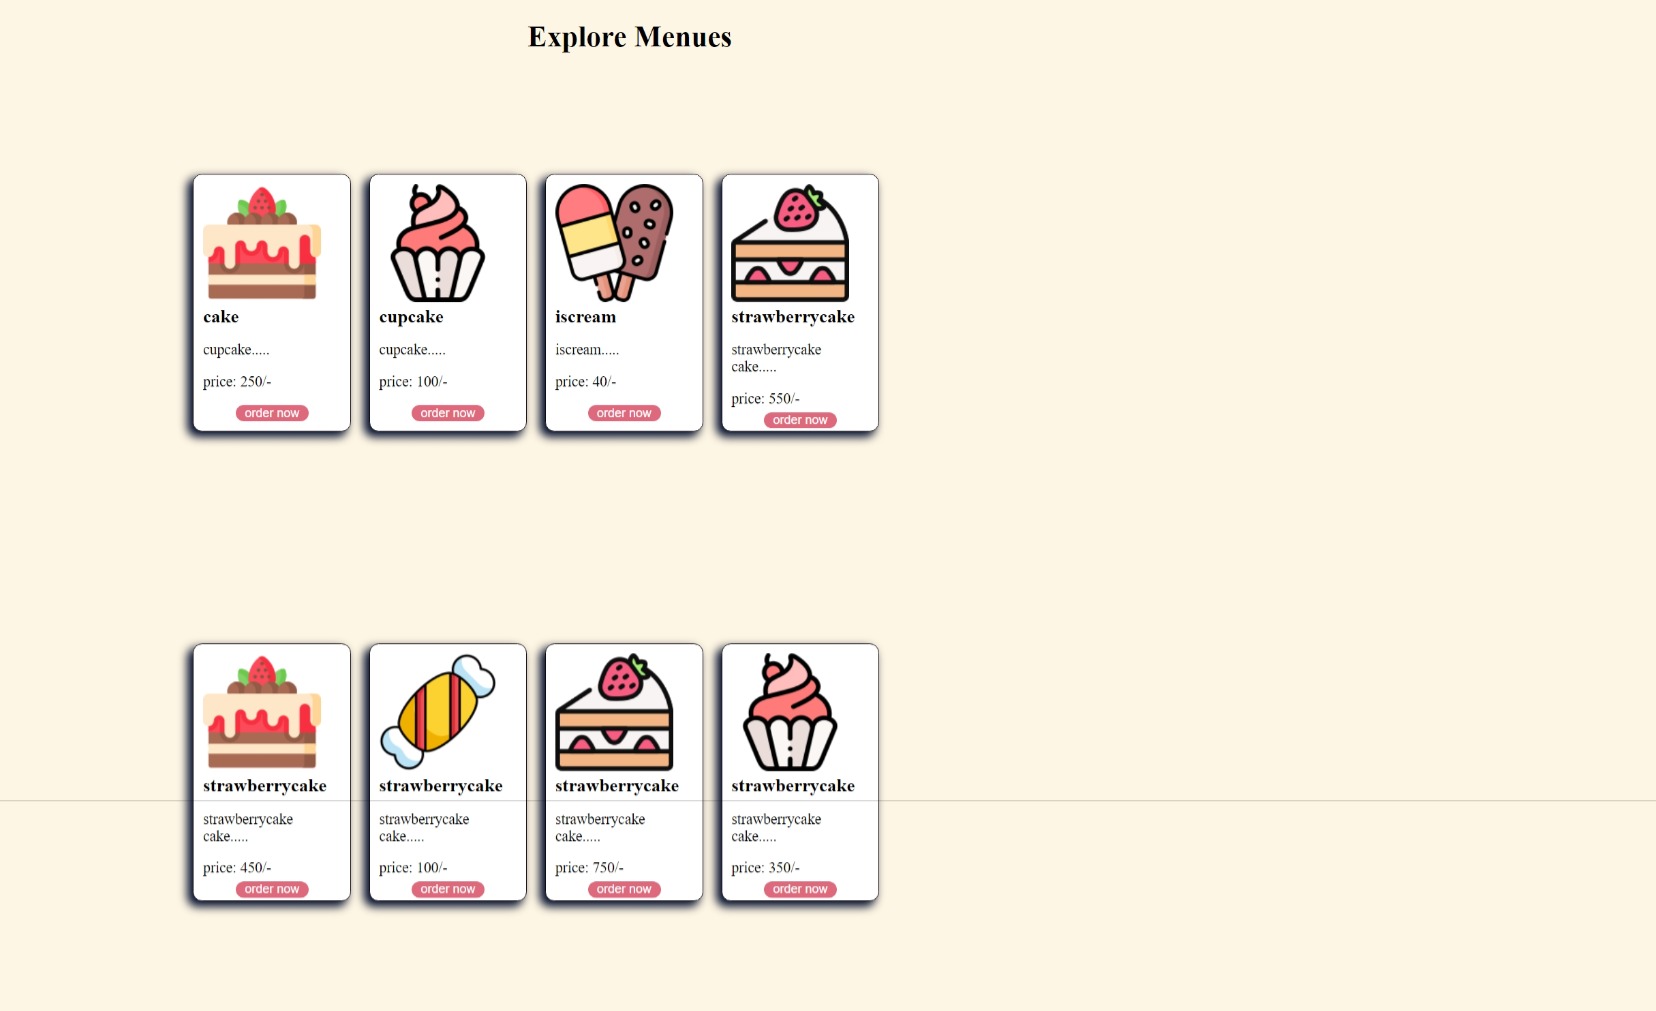 Explore Menues
cake
cupcake.....
price: 250/-
order now
cupcake
cupcake.....
price: 100/-
order now
iscream
iscream.....
price: 40/-
order now
strawberrycake
strawberrycake
cake.....
price: 550/-
order now
strawberrycake
strawberrycake
cake.....
price: 450/-
order now
strawberrycake
strawberrycake
cake.....
price: 100/-
order now
strawberrycake
strawberrycake
cake.....
price: 750/-
order now
strawberrycake
strawberrycake
cake.....
price: 350/-
order now